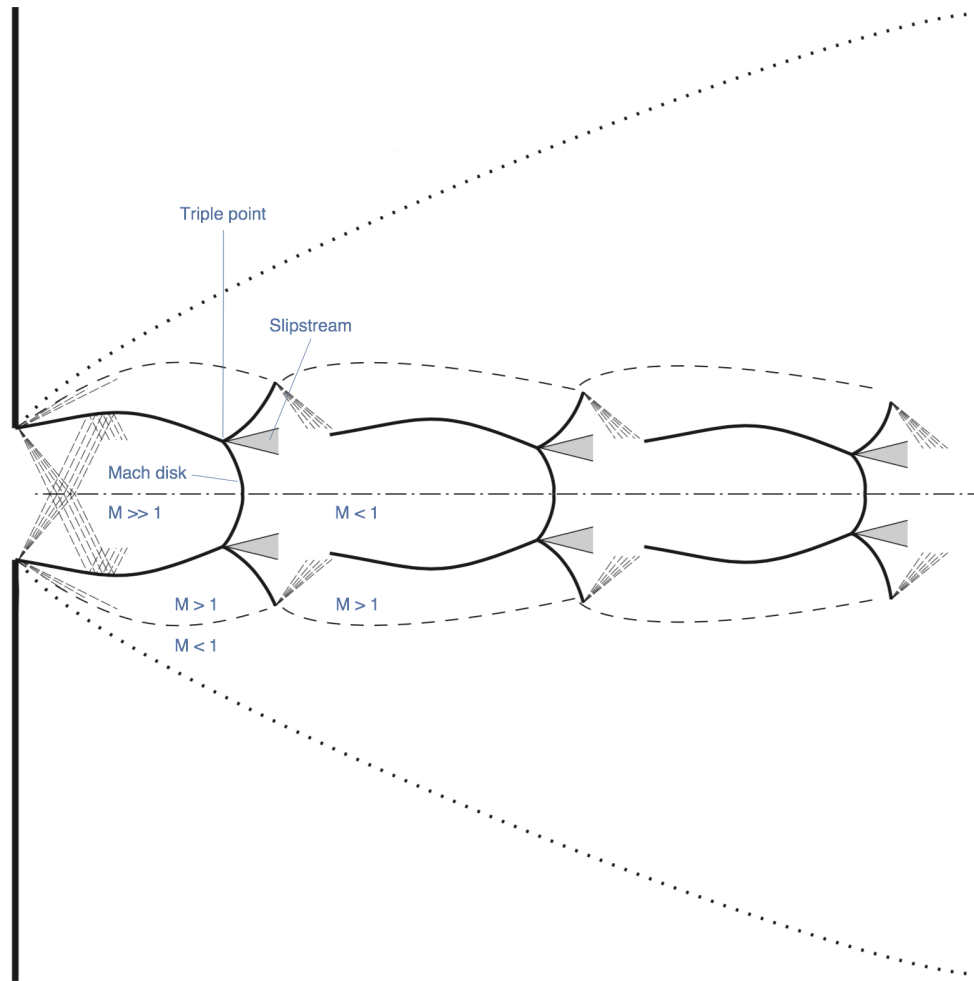 Triple point
Slipstream
Mach disk
M >> 1
M < 1
M > 1
M > 1
M < 1